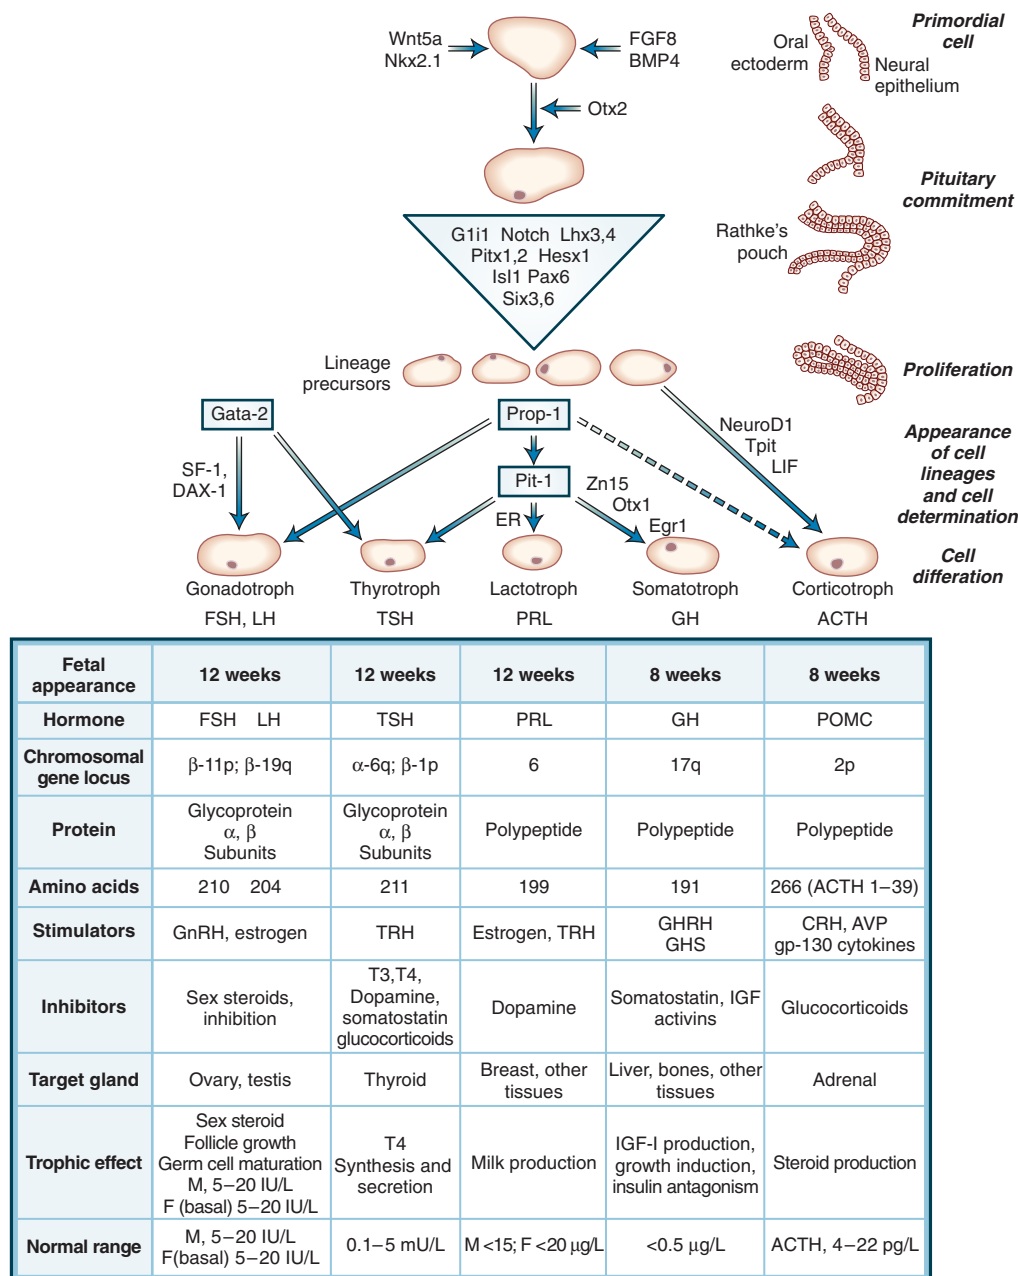 Wnt5a
Nkx2.1
FGF8
BMP4
Otx2
Oral
ectoderm
Neural
epithelium
Primordial
cell
Pituitary
commitment
G1i1 Notch Lhx3,4
Pitx1,2 Hesx1
Isl1 Pax6
Six3,6
Rathke's
pouch
Lineage
precursors
Proliferation
Gata-2
Prop-1
NeuroD1
Tpit
LIF
Appearance
of cell
lineages
and cell
determination
SF-1,
DAX-1
Pit-1
Zn15
Otx1
ER
Egr1
Cell
differation
Gonadotroph Thyrotroph Lactotroph Somatotroph Corticotroph
FSH, LH TSH PRL GH ACTH
Fetal
appearance
12 weeks 12 weeks 12 weeks 8 weeks 8 weeks
Hormone FSH LH TSH PRL GH POMC
Chromosomal
gene locus
β-11p; β-19q α-6q; β-1p 6 17q 2p
Protein
Glycoprotein
α, β
Subunits
Glycoprotein
α, β
Subunits
Polypeptide Polypeptide Polypeptide
Amino acids 210 204 211 199 191 266 (ACTH 1–39)
Stimulators
GnRH, estrogen
TRH
Estrogen, TRH
GHRH
GHS
CRH, AVP
gp-130 cytokines
Inhibitors
Sex steroids,
inhibition
T3,T4,
Dopamine,
somatostatin
glucocorticoids
Dopamine
Somatostatin, IGF
activins
Glucocorticoids
Target gland
Ovary, testis
Thyroid
Breast, other
tissues
Liver, bones, other
tissues
Adrenal
Trophic effect
Sex steroid
Follicle growth
Germ cell maturation
M, 5–20 IU/L
F (basal) 5–20 IU/L
T4
Synthesis and
secretion
Milk production
IGF-I production,
growth induction,
insulin antagonism
Steroid production
Normal range
M, 5–20 IU/L
F(basal) 5–20 IU/L
0.1–5 mU/L
M <15; F <20 µg/L
<0.5 µg/L
ACTH, 4–22 pg/L